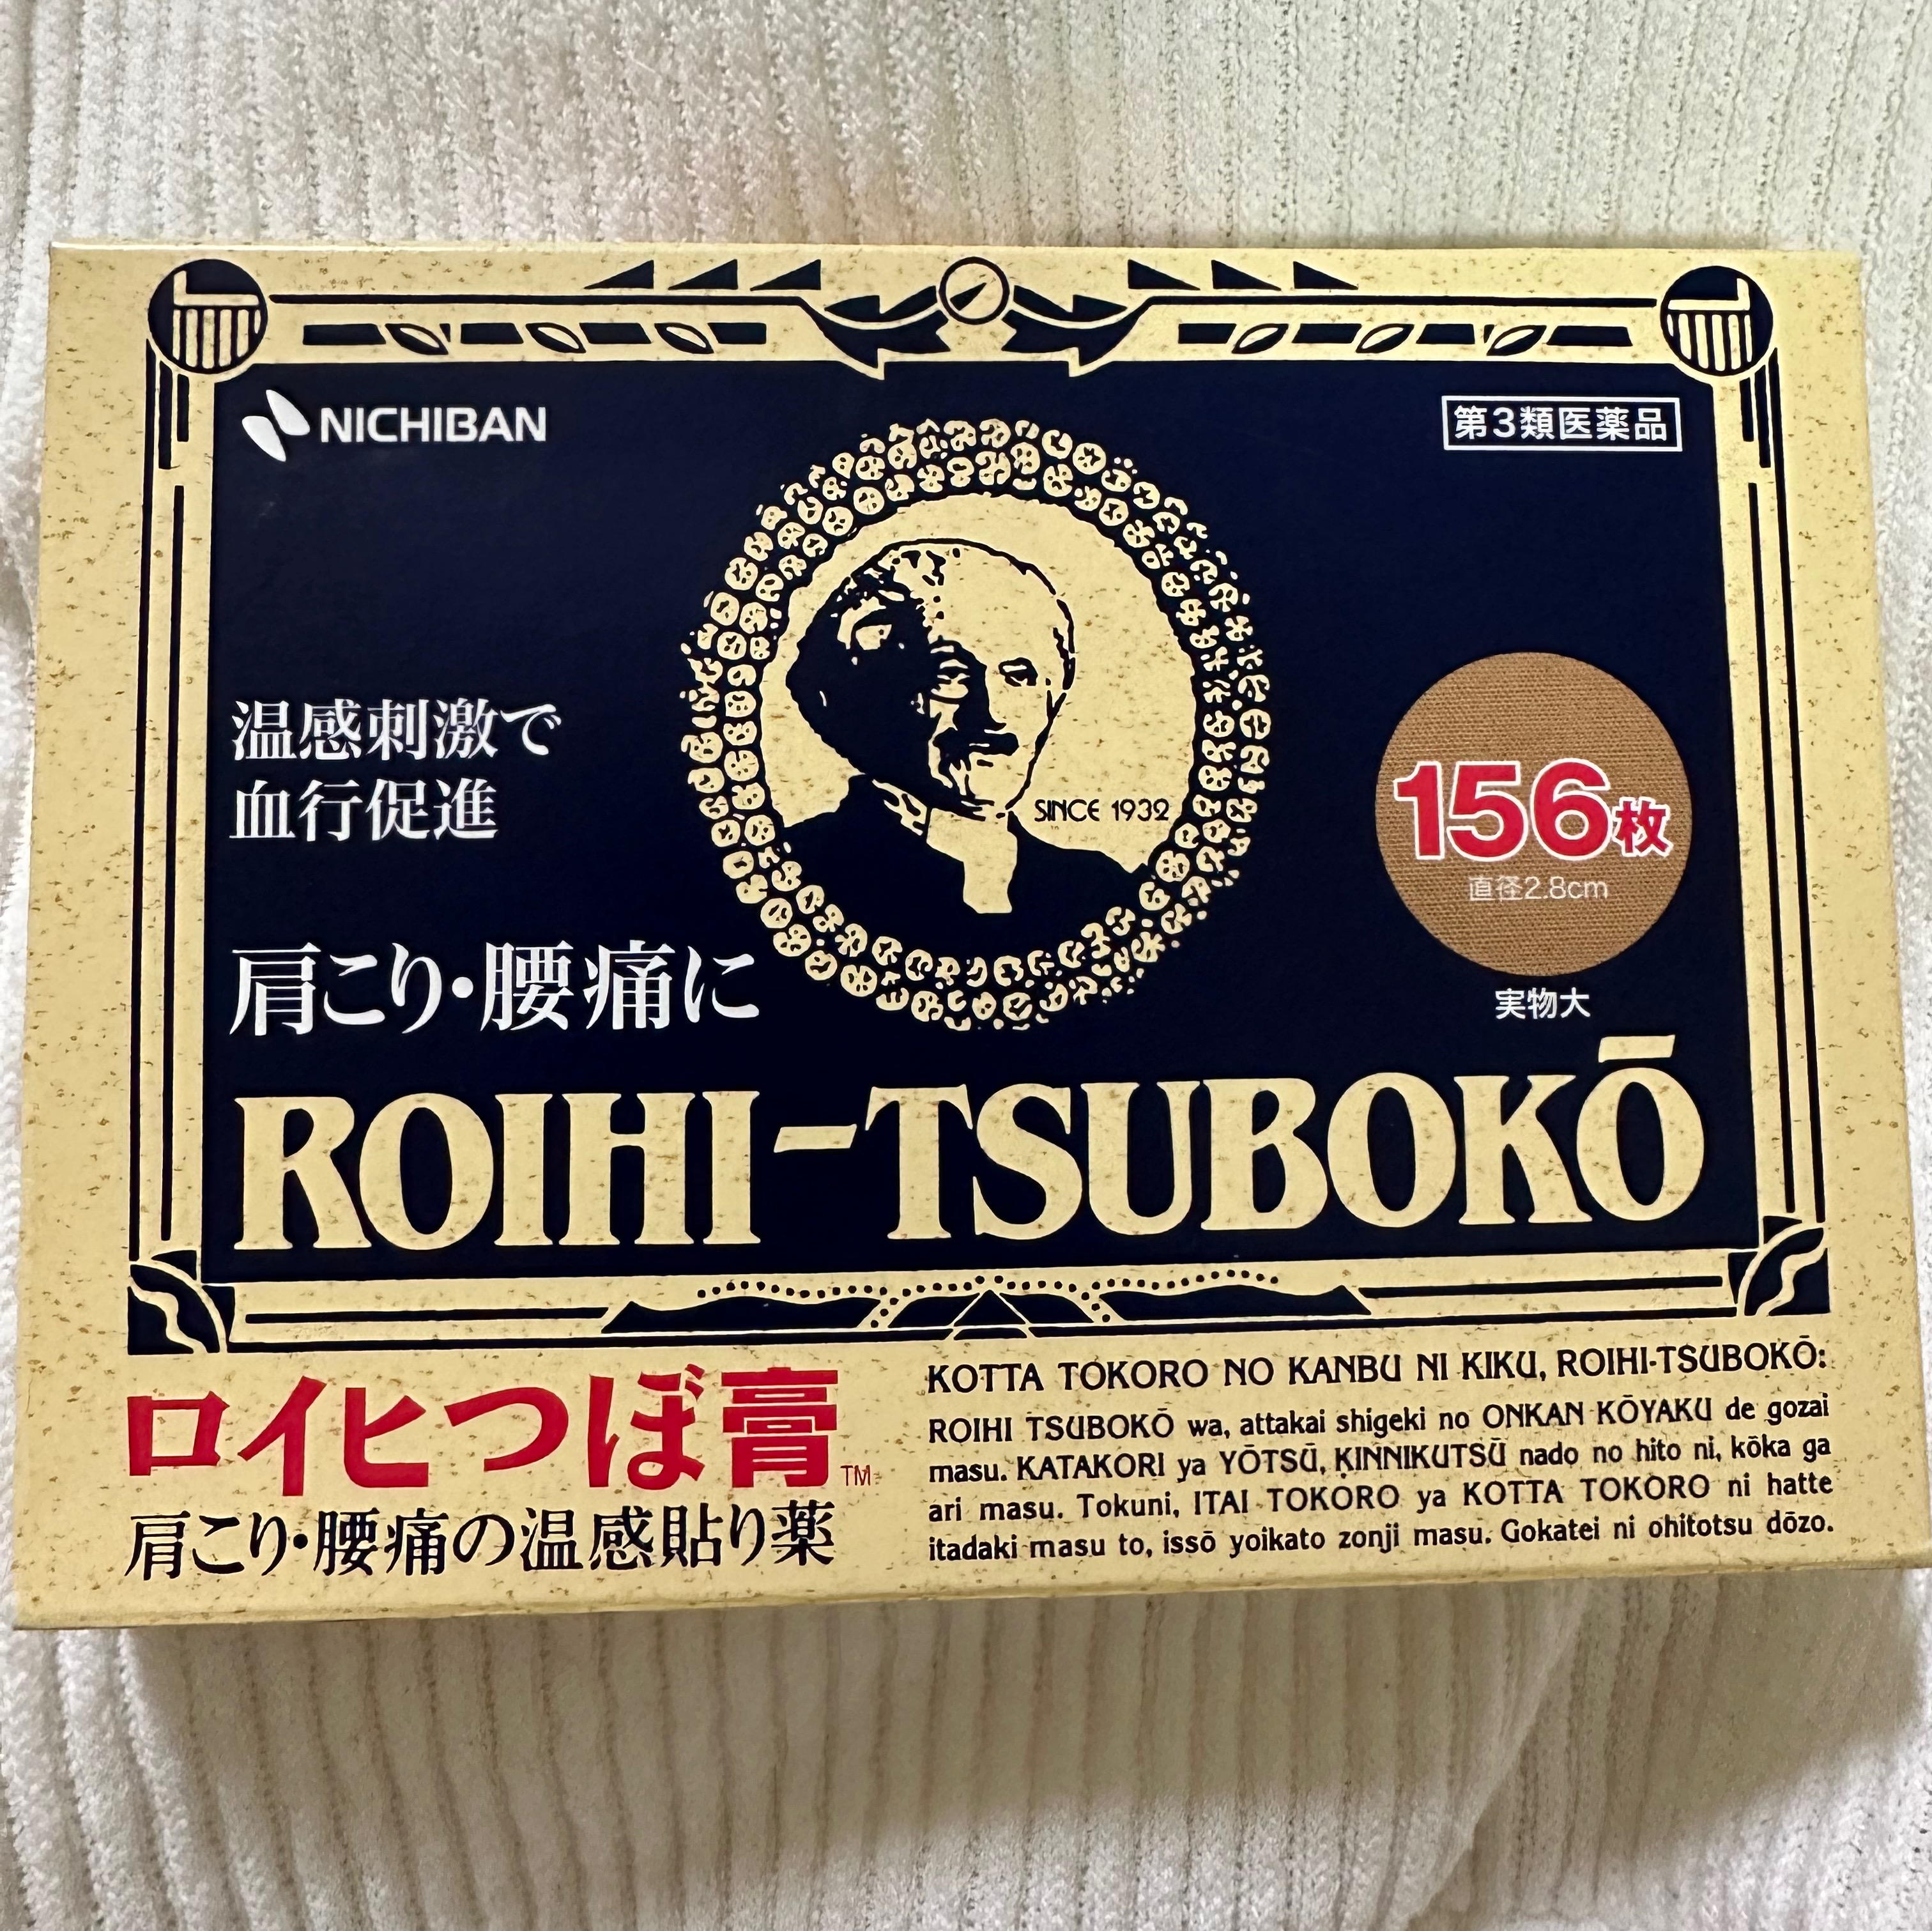 NICHIBAN
第3類医薬品
温感刺激で
血行促進
SINCE 1932
156枚
直径2.8cm
実物大
肩こり・腰痛に
ROIHI-TSUBOKŌ
ロイヒつぼ膏™
肩こり・腰痛の温感貼り薬
KOTTA TOKORO NO KANBU NI KIKU, ROIHI-TSUBOKŌ:
ROIHI TSUBOKŌ wa, attakai shigeki no ONKAN KŌYAKU de gozai
masu. KATAKORI ya YŌTSŪ, KINNIKUTSŪ nado no hito ni, kōka ga
ari masu. Tokuni, ITAI TOKORO ya KOTTA TOKORO ni hatte
itadaki masu to, issō yoikato zonji masu. Gokatei ni ohitotsu dōzo.